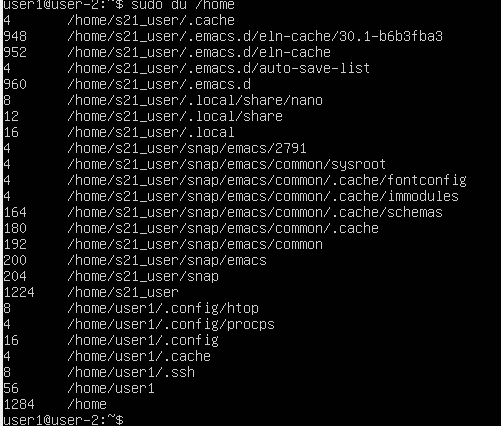 user1@user-2:~$ sudo du /home
4 /home/s21_user/.cache
948 /home/s21_user/.emacs.d/eln-cache/30.1-b6b3fba3
952 /home/s21_user/.emacs.d/eln-cache
4 /home/s21_user/.emacs.d/auto-save-list
960 /home/s21_user/.emacs.d
8 /home/s21_user/.local/share/nano
12 /home/s21_user/.local/share
16 /home/s21_user/.local
4 /home/s21_user/snap/emacs/2791
4 /home/s21_user/snap/emacs/common/sysroot
4 /home/s21_user/snap/emacs/common/.cache/fontconfig
4 /home/s21_user/snap/emacs/common/.cache/immodules
164 /home/s21_user/snap/emacs/common/.cache/schemas
180 /home/s21_user/snap/emacs/common/.cache
192 /home/s21_user/snap/emacs/common
200 /home/s21_user/snap/emacs
204 /home/s21_user/snap
1224 /home/s21_user
8 /home/user1/.config/htop
4 /home/user1/.config/procps
16 /home/user1/.config
4 /home/user1/.cache
8 /home/user1/.ssh
56 /home/user1
1284 /home
user1@user-2:~$